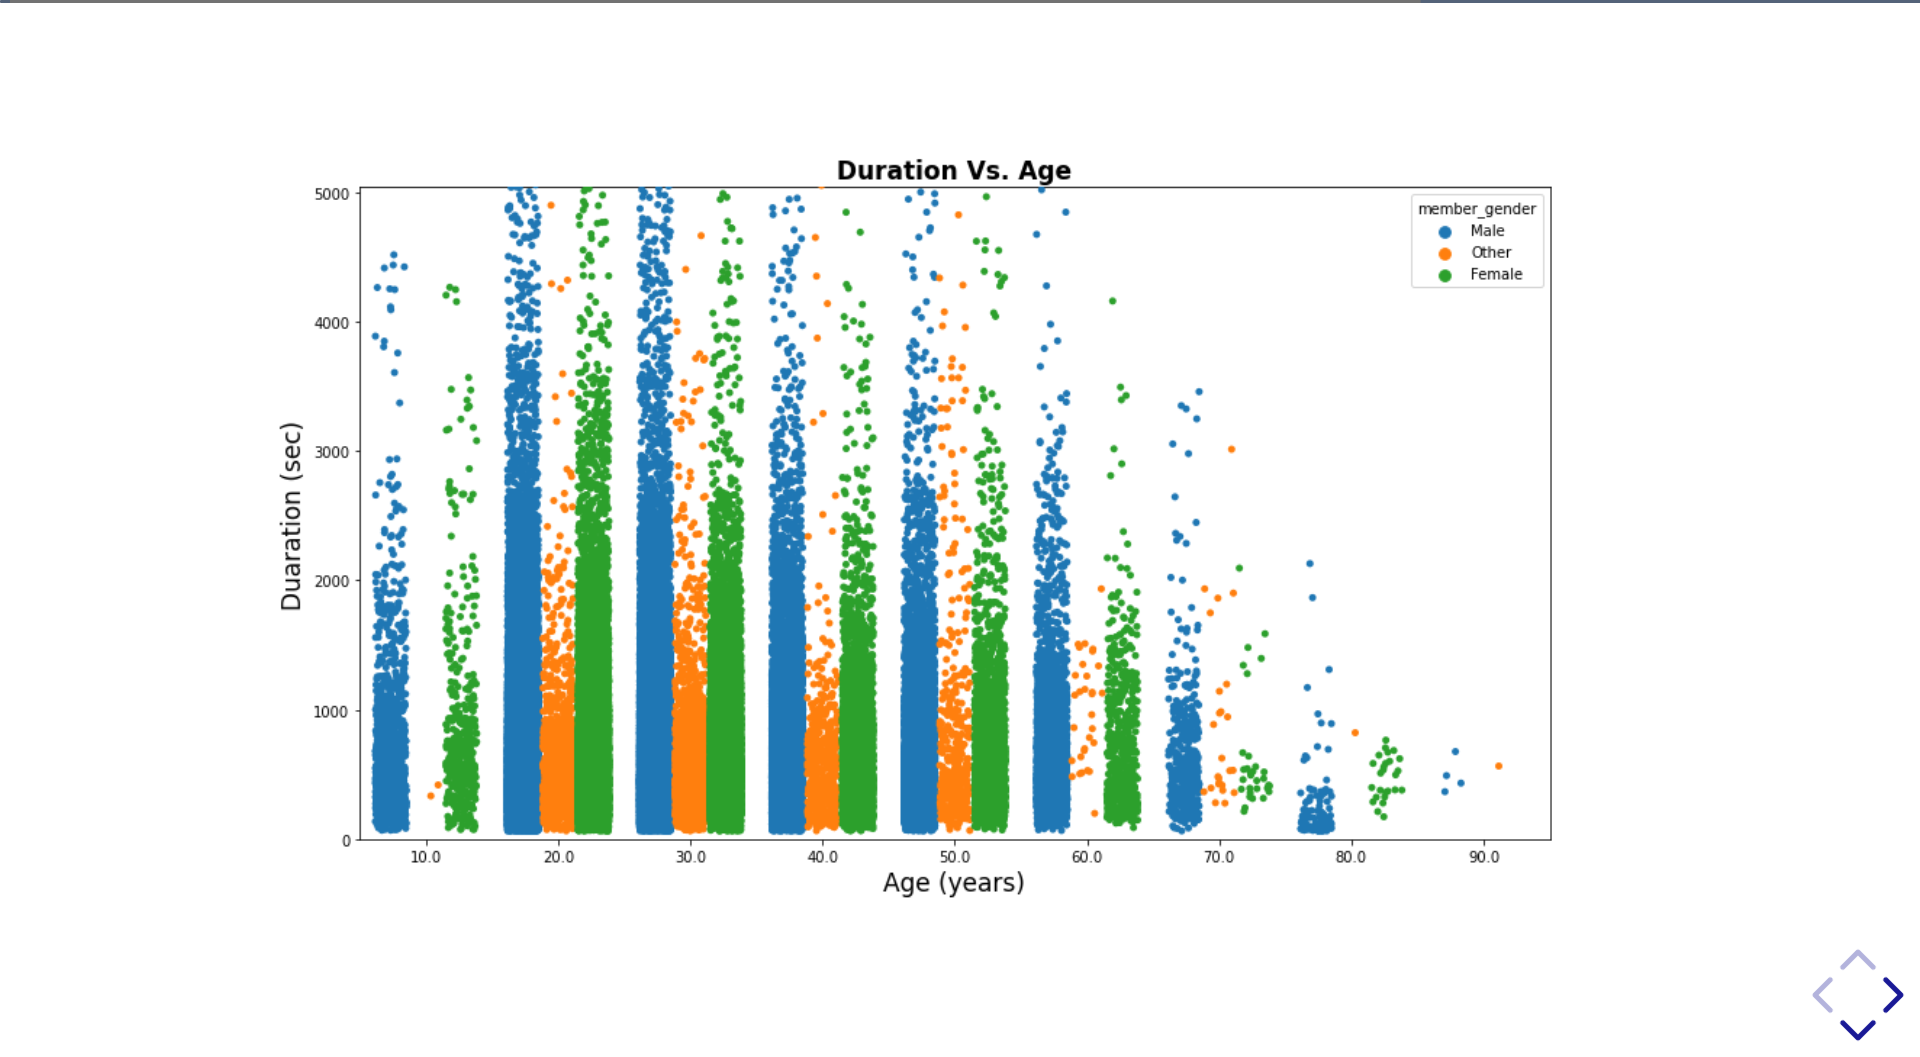 Duration Vs. Age
5000
4000
3000
2000
1000
0
Duaration (sec)
member_gender
Male
Other
Female
10.0 20.0 30.0 40.0 50.0 60.0 70.0 80.0 90.0
Age (years)